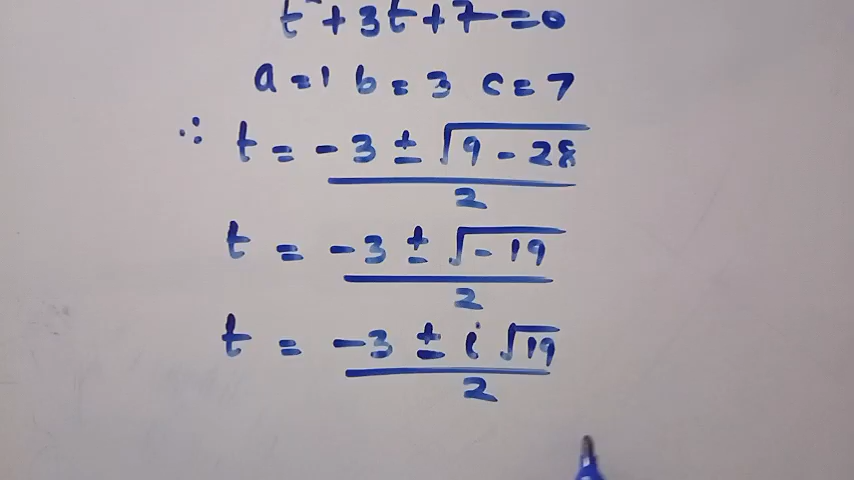 t² + 3t + 7 = 0
a = 1 b = 3 c = 7
∴ t = -3 ± √9 - 28 / 2
t = -3 ± √-19 / 2
t = -3 ± i √19 / 2